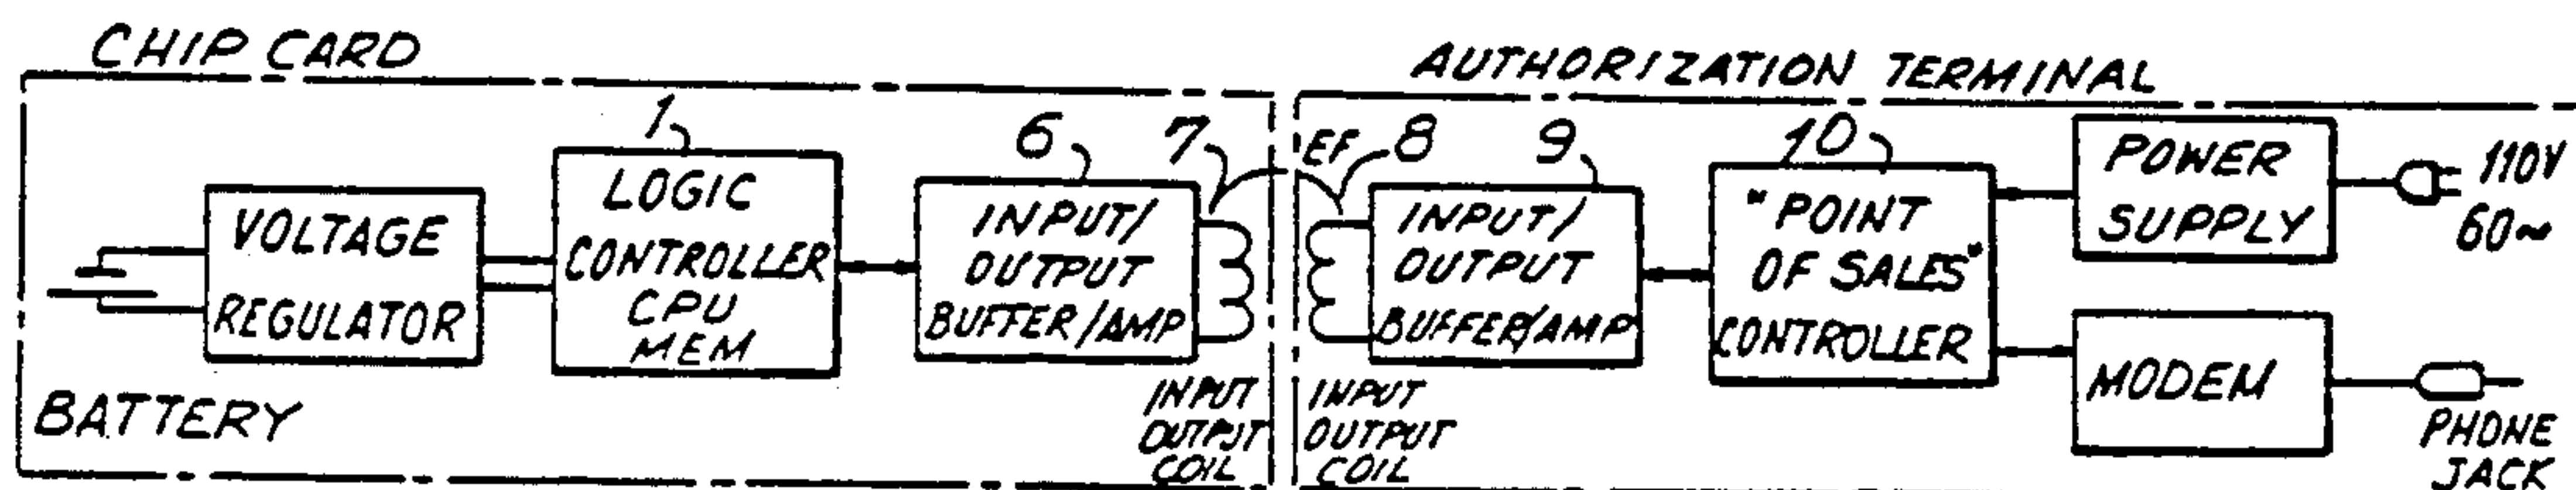 CHIP CARD
AUTHORIZATION TERMINAL
1
6
7
EF
8
9
10
VOLTAGE
REGULATOR
BATTERY
LOGIC
CONTROLLER
CPU
MEM
INPUT/
OUTPUT
BUFFER/AMP
INPUT
OUTPUT
COIL
INPUT
OUTPUT
COIL
INPUT/
OUTPUT
BUFFER/AMP
"POINT
OF SALES"
CONTROLLER
POWER
SUPPLY
110V
60~
MODEM
PHONE
JACK